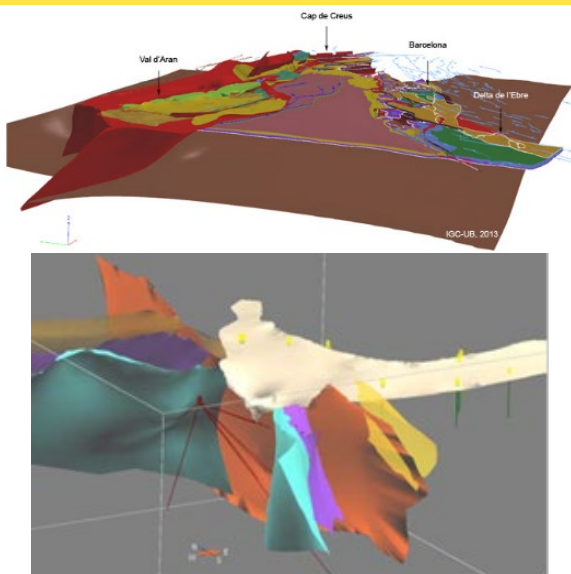 Cap de Creus
Val d'Aran
Barcelona
Delta de l'Ebre
IGC-UB, 2013